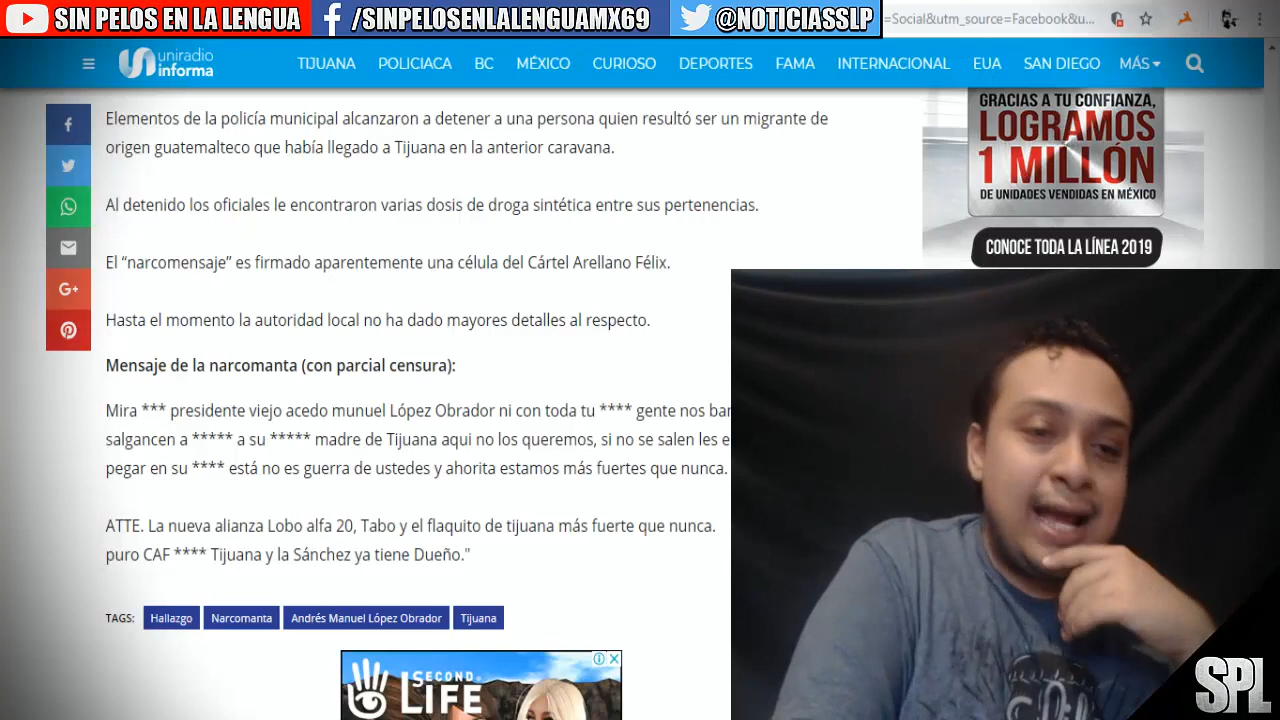 SIN PELOS EN LA LENGUA
/SINPELOSENLALENGUAMX69
@NOTICIASSLP
=Social&utm_source=Facebook&u...
uniradio
informa
TIJUANA POLICIACA BC MÉXICO CURIOSO DEPORTES FAMA INTERNACIONAL EUA SAN DIEGO MÁS
Elementos de la policía municipal alcanzaron a detener a una persona quien resultó ser un migrante de
origen guatemalteco que había llegado a Tijuana en la anterior caravana.
Al detenido los oficiales le encontraron varias dosis de droga sintética entre sus pertenencias.
El “narcomensaje” es firmado aparentemente una célula del Cártel Arellano Félix.
Hasta el momento la autoridad local no ha dado mayores detalles al respecto.
Mensaje de la narcomanta (con parcial censura):
Mira *** presidente viejo acedo munuel López Obrador ni con toda tu **** gente nos bar
salgancen a ***** a su ***** madre de Tijuana aqui no los queremos, si no se salen les e
pegar en su **** está no es guerra de ustedes y ahorita estamos más fuertes que nunca.
ATTE. La nueva alianza Lobo alfa 20, Tabo y el flaquito de tijuana más fuerte que nunca.
puro CAF **** Tijuana y la Sánchez ya tiene Dueño."
TAGS: Hallazgo Narcomanta Andrés Manuel López Obrador Tijuana
SECOND
LIFE
GRACIAS A TU CONFIANZA,
LOGRAMOS
1 MILLÓN
DE UNIDADES VENDIDAS EN MÉXICO
CONOCE TODA LA LÍNEA 2019
G+
SPL